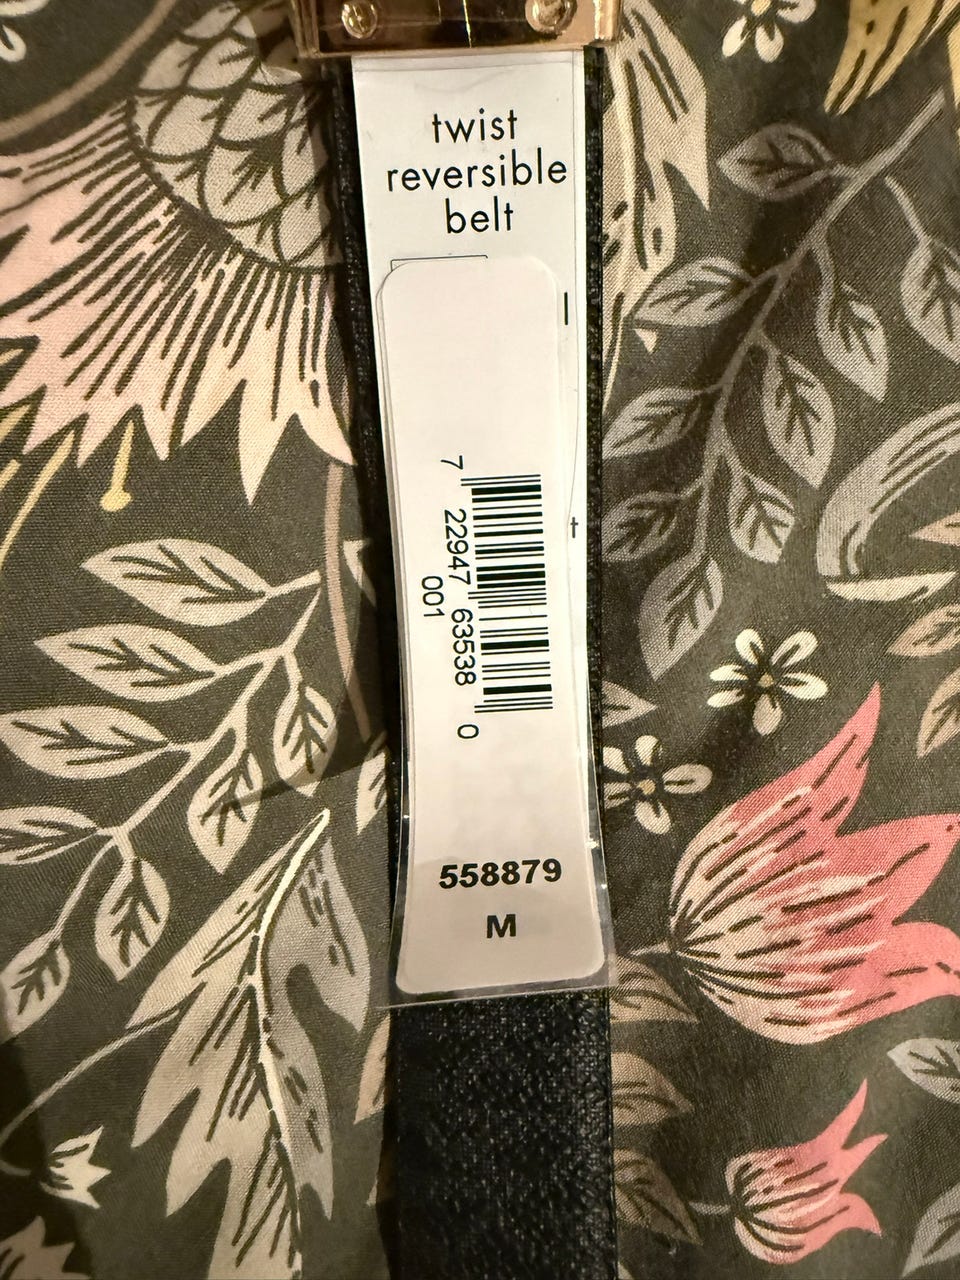 twist
reversible
belt
7 22947 63538 0
001
558879
M